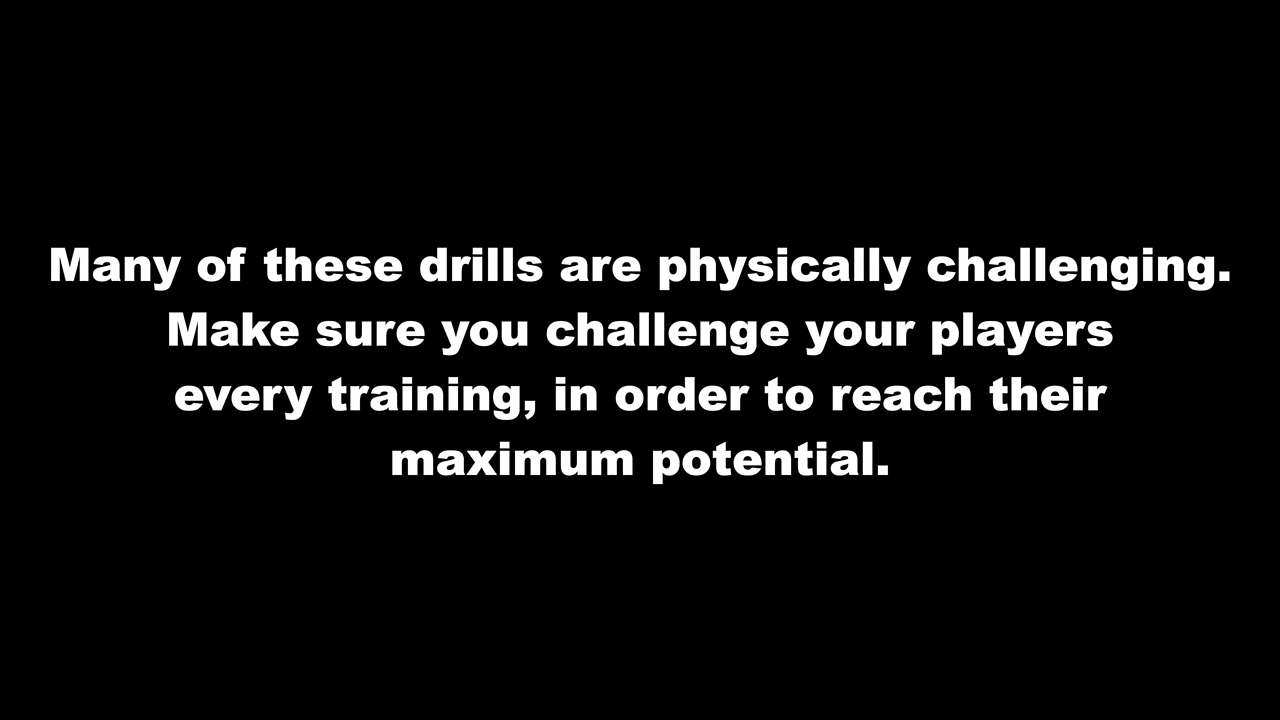 Many of these drills are physically challenging.
Make sure you challenge your players
every training, in order to reach their
maximum potential.